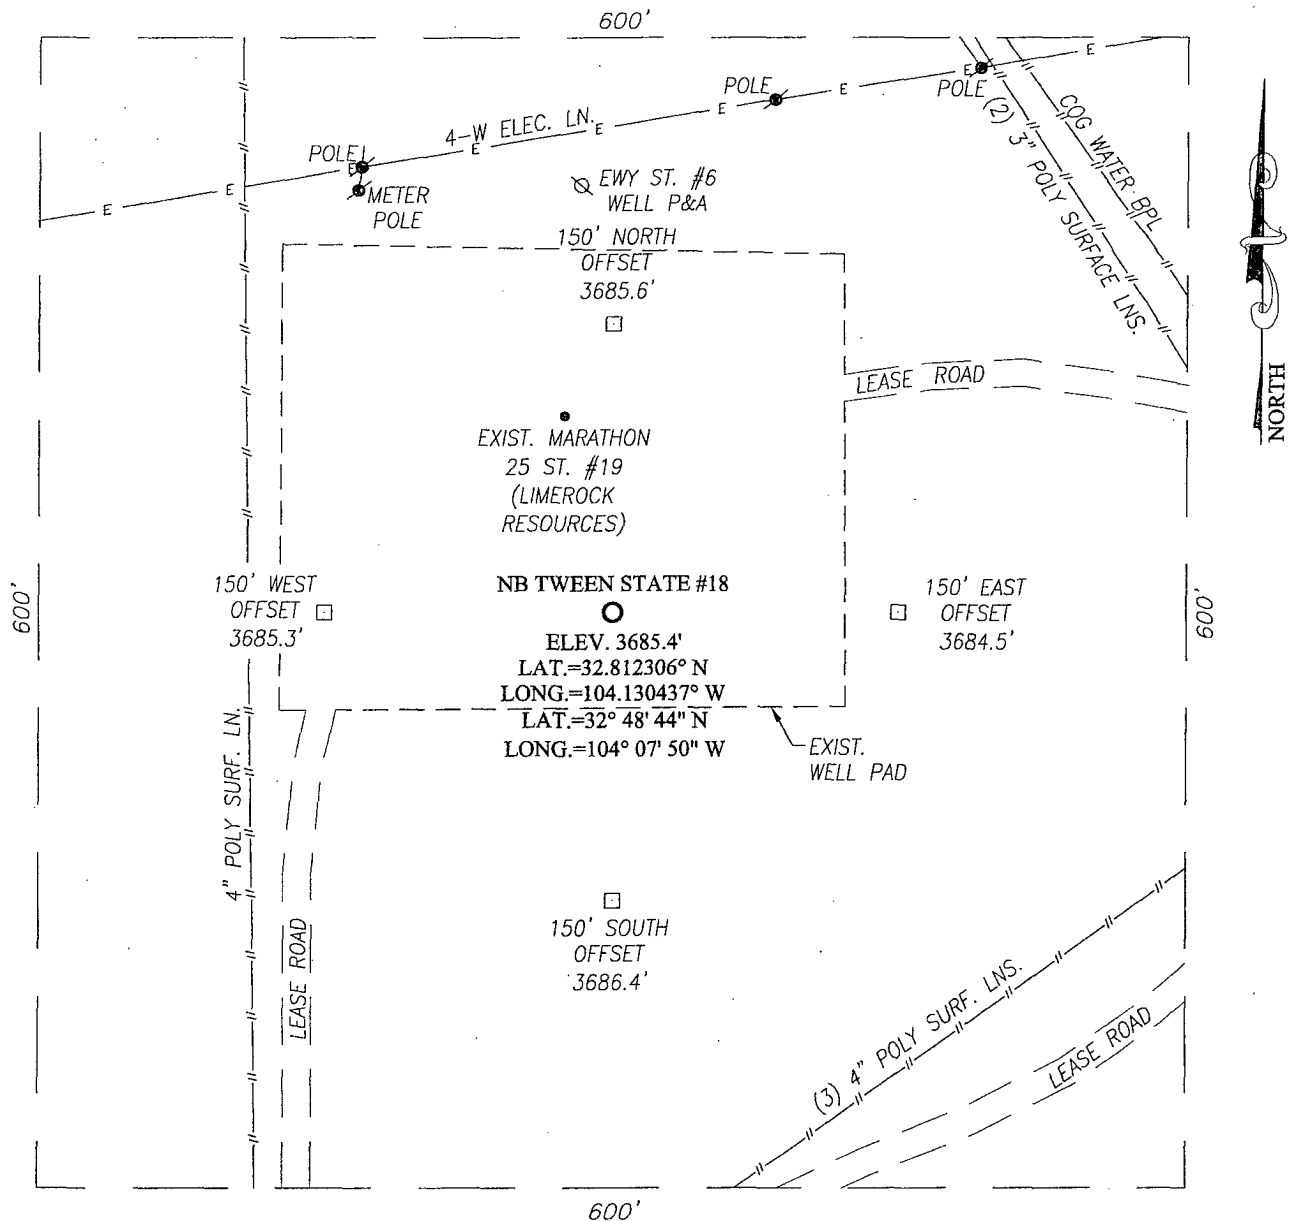 600'
POLE
POLE
POLE
METER
POLE
E
E
E
E
E
E
E
E
E
4-W ELEC. LN.
EWY ST. #6
WELL P&A
COG WATER BPL
(2) 3" POLY SURFACE LNS.
150' NORTH
OFFSET
3685.6'
LEASE ROAD
NORTH
EXIST. MARATHON
25 ST. #19
(LIMEROCK
RESOURCES)
600'
150' WEST
OFFSET
3685.3'
NB TWEEN STATE #18
ELEV. 3685.4'
LAT.=32.812306° N
LONG.=104.130437° W
LAT.=32° 48' 44" N
LONG.=104° 07' 50" W
150' EAST
OFFSET
3684.5'
600'
EXIST.
WELL PAD
4" POLY SURF. LN.
LEASE ROAD
150' SOUTH
OFFSET
3686.4'
(3) 4" POLY SURF. LNS.
LEASE ROAD
600'